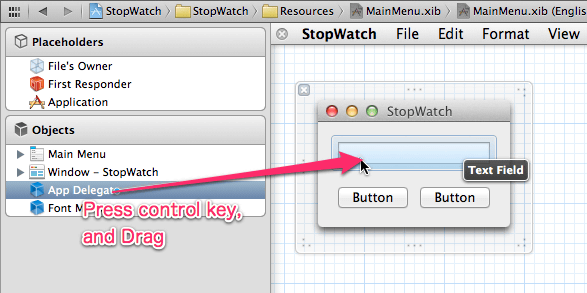 StopWatch StopWatch Resources MainMenu.xib MainMenu.xib (English
Placeholders
File's Owner
First Responder
Application
Objects
Main Menu
Window - StopWatch
App Delegat
Font M
Press control key,
and Drag
StopWatch File Edit Format View
StopWatch
Text Field
Button Button